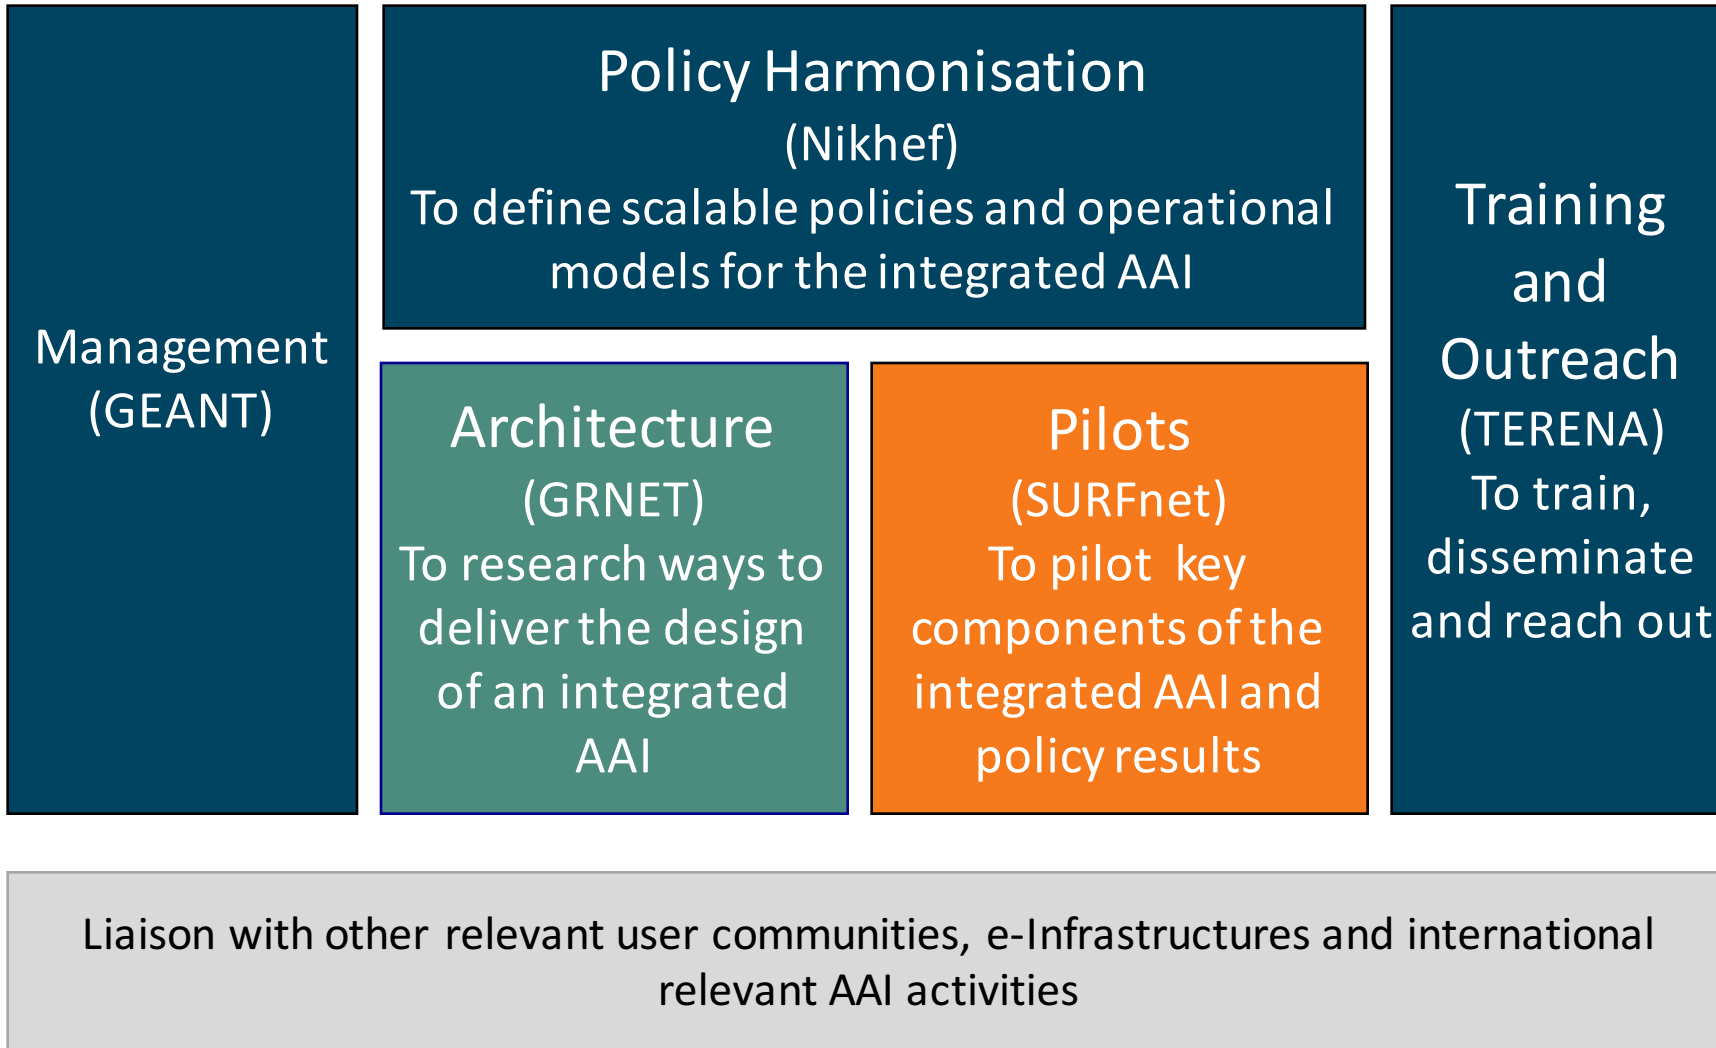 Management
(GEANT)
Policy Harmonisation
(Nikhef)
To define scalable policies and operational
models for the integrated AAI
Architecture
(GRNET)
To research ways to
deliver the design
of an integrated
AAI
Pilots
(SURFnet)
To pilot key
components of the
integrated AAI and
policy results
Training
and
Outreach
(TERENA)
To train,
disseminate
and reach out
Liaison with other relevant user communities, e-Infrastructures and international
relevant AAI activities